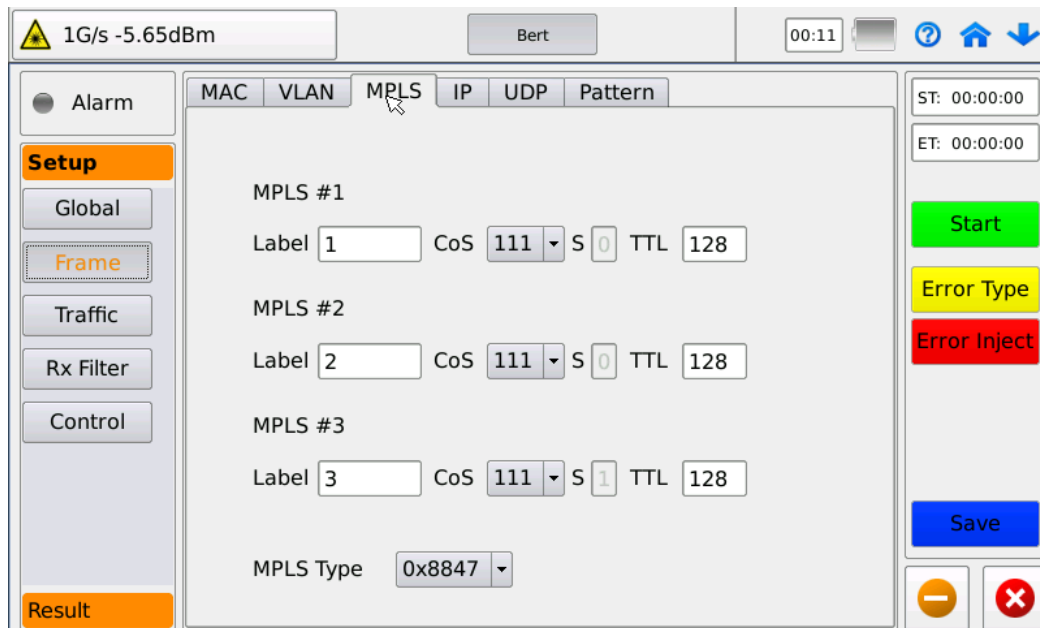 1G/s -5.65dBm Bert 00:11
Alarm
MAC VLAN MPLS IP UDP Pattern
ST: 00:00:00
ET: 00:00:00
Setup
Global
Frame
Traffic
Rx Filter
Control
Result
MPLS #1
Label 1 CoS 111 S 0 TTL 128
MPLS #2
Label 2 CoS 111 S 0 TTL 128
MPLS #3
Label 3 CoS 111 S 1 TTL 128
MPLS Type 0x8847
Start
Error Type
Error Inject
Save